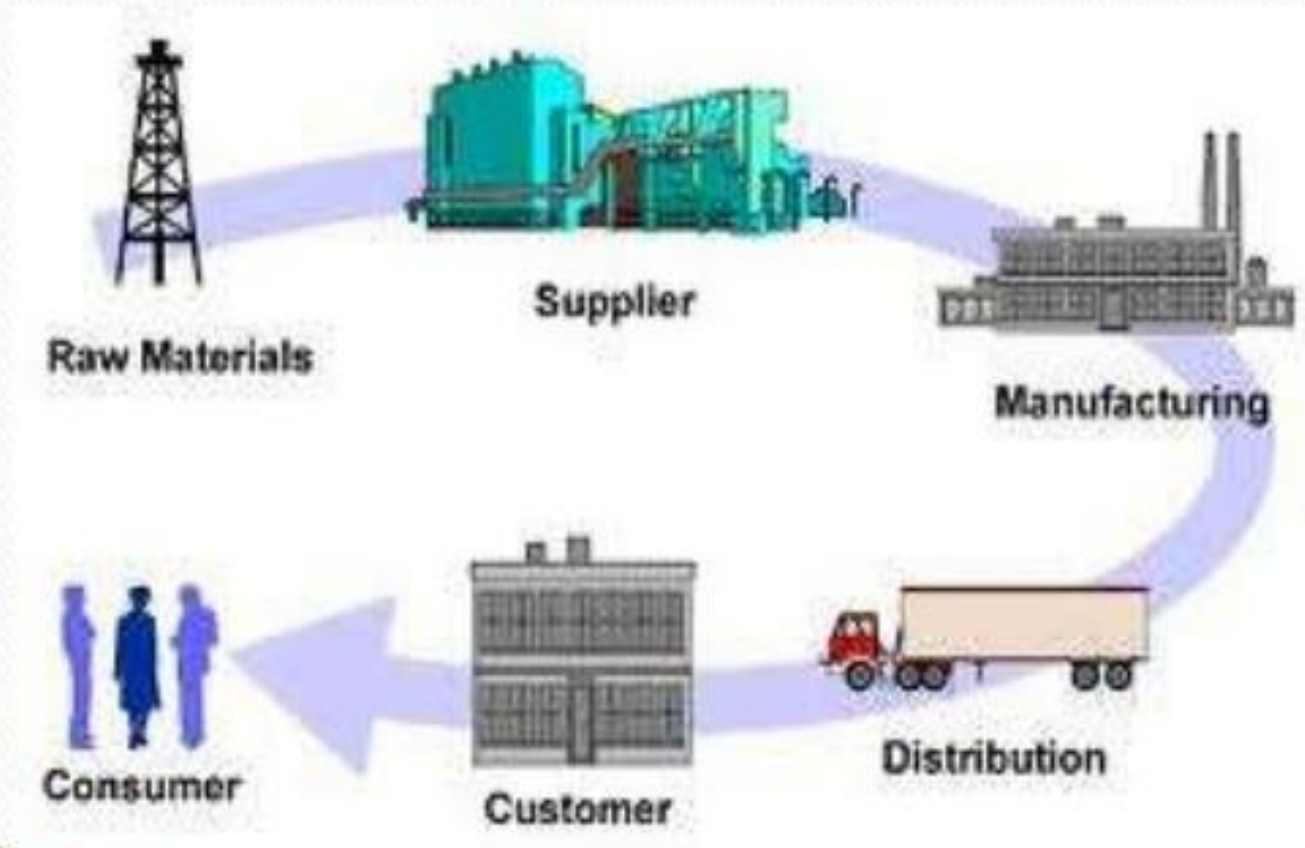 Raw Materials
Supplier
Manufacturing
Distribution
Customer
Consumer